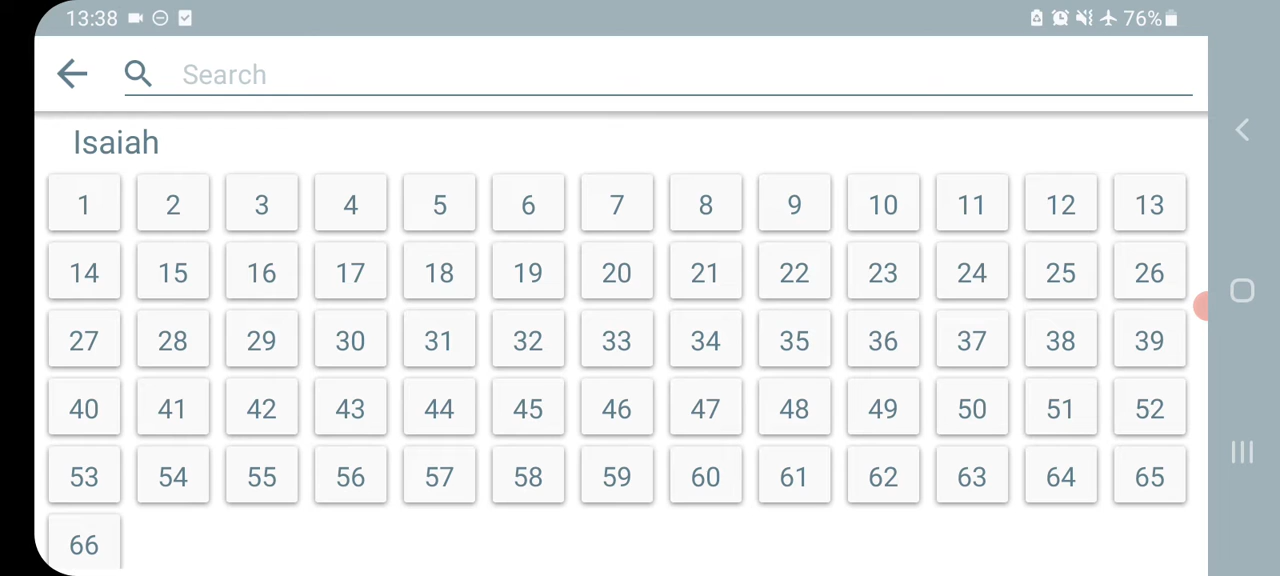 13:38 76%
Search
Isaiah
1 2 3 4 5 6 7 8 9 10 11 12 13
14 15 16 17 18 19 20 21 22 23 24 25 26
27 28 29 30 31 32 33 34 35 36 37 38 39
40 41 42 43 44 45 46 47 48 49 50 51 52
53 54 55 56 57 58 59 60 61 62 63 64 65
66